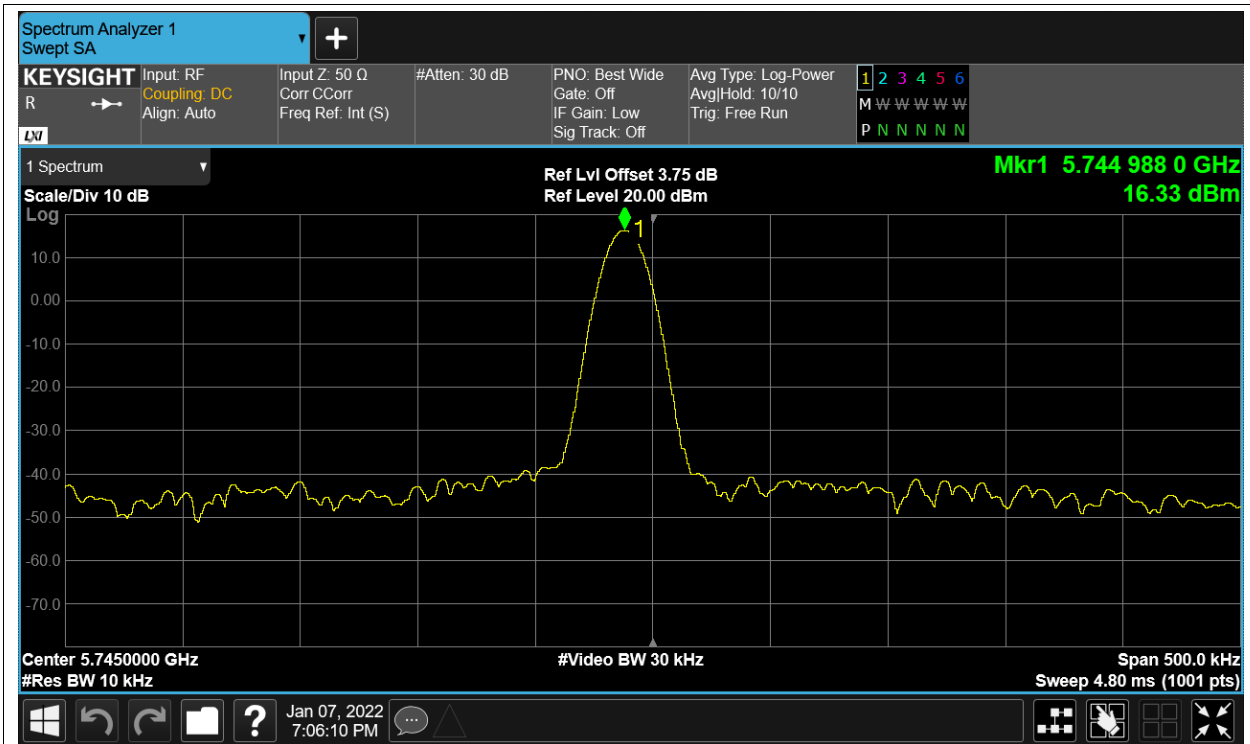 Spectrum Analyzer 1
Swept SA
+
KEYSIGHT
R
LXI
Input: RF
Coupling: DC
Align: Auto
Input Z: 50 Ω
Corr CCorr
Freq Ref: Int (S)
#Atten: 30 dB
PNO: Best Wide
Gate: Off
IF Gain: Low
Sig Track: Off
Avg Type: Log-Power
Avg|Hold: 10/10
Trig: Free Run
1 2 3 4 5 6
M W W W W W
P N N N N N
1 Spectrum
Scale/Div 10 dB
Log
Ref Lvl Offset 3.75 dB
Ref Level 20.00 dBm
Mkr1 5.744 988 0 GHz
16.33 dBm
1
10.0
0.00
-10.0
-20.0
-30.0
-40.0
-50.0
-60.0
-70.0
Center 5.7450000 GHz
#Res BW 10 kHz
#Video BW 30 kHz
Span 500.0 kHz
Sweep 4.80 ms (1001 pts)
?
Jan 07, 2022
7:06:10 PM